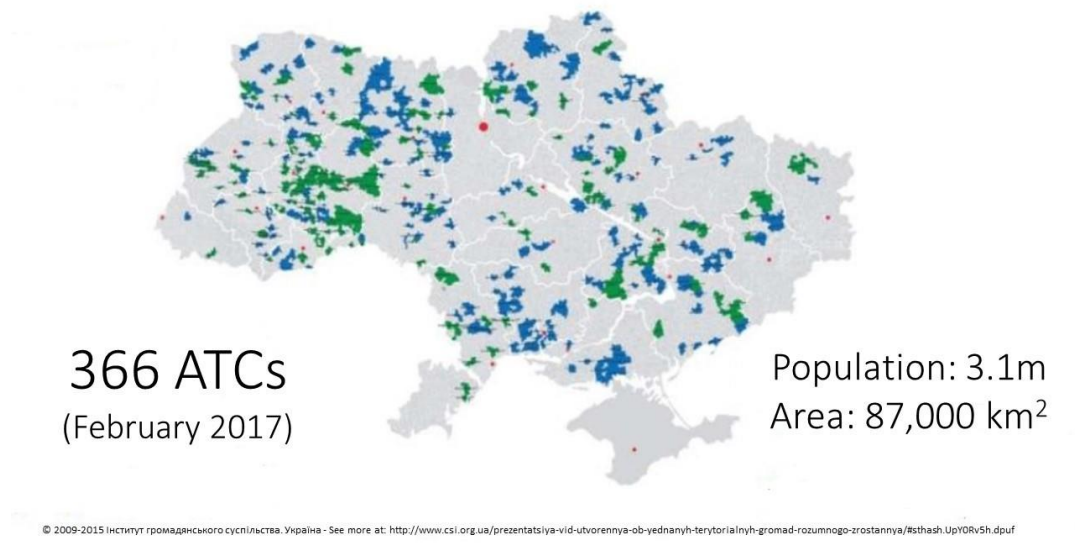 366 ATCs
(February 2017)
Population: 3.1m
Area: 87,000 km²
© 2009-2015 Інститут громадянського суспільства. Україна - See more at: http://www.csi.org.ua/prezentatsiya-vid-utvorennya-ob-yednanyh-terytorialnyh-gromad-rozumnogo-zrostannya/#sthash.UpY0Rv5h.dpuf